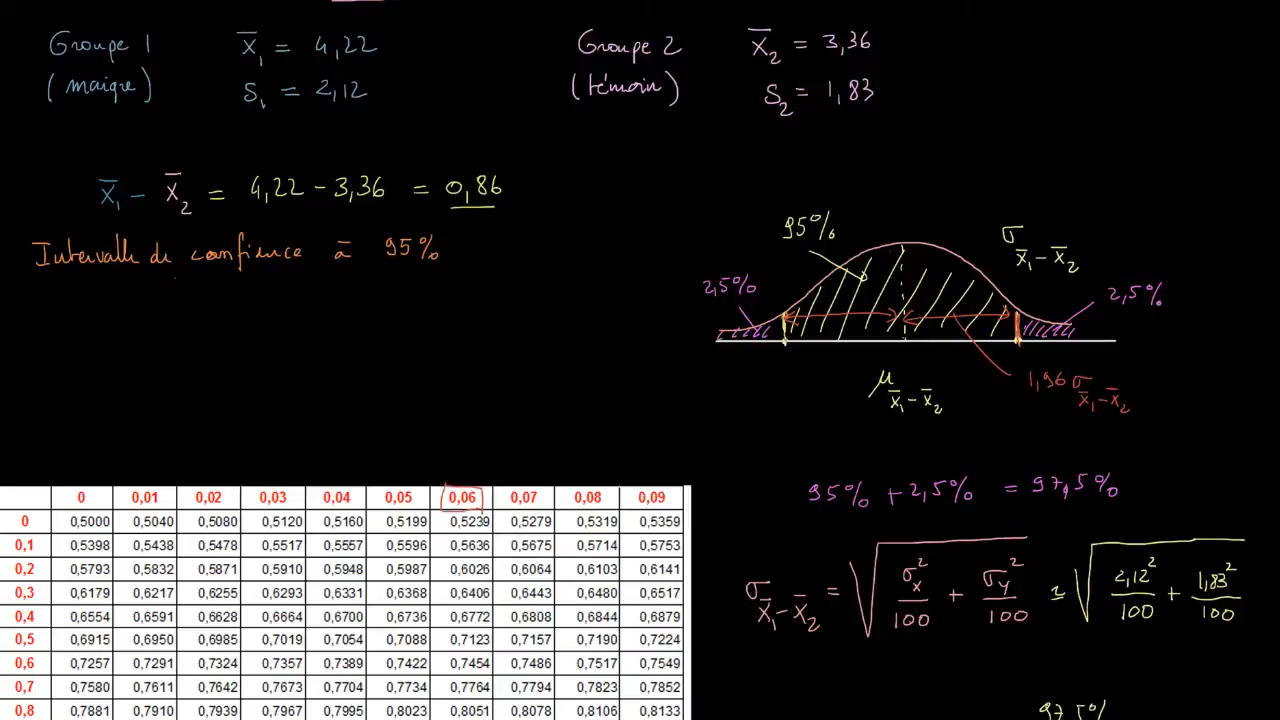 Groupe 1 X̄₁ = 4,22
(maigre) S₁ = 2,12
Groupe 2 X̄₂ = 3,36
(témoin) S₂ = 1,83
X̄₁ - X̄₂ = 4,22 - 3,36 = 0,86
Intervalle de confience à 95%
95%
σ X̄₁ - X̄₂
2,5%
2,5%
μ X̄₁ - X̄₂
1,96 σ X̄₁ - X̄₂
95% + 2,5% = 97,5%
σ X̄₁ - X̄₂ = √(σx²/100 + σy²/100) ≃ √(2,12²/100 + 1,83²/100)
97,5%
0 0,01 0,02 0,03 0,04 0,05 0,06 0,07 0,08 0,09
0 0,5000 0,5040 0,5080 0,5120 0,5160 0,5199 0,5239 0,5279 0,5319 0,5359
0,1 0,5398 0,5438 0,5478 0,5517 0,5557 0,5596 0,5636 0,5675 0,5714 0,5753
0,2 0,5793 0,5832 0,5871 0,5910 0,5948 0,5987 0,6026 0,6064 0,6103 0,6141
0,3 0,6179 0,6217 0,6255 0,6293 0,6331 0,6368 0,6406 0,6443 0,6480 0,6517
0,4 0,6554 0,6591 0,6628 0,6664 0,6700 0,6736 0,6772 0,6808 0,6844 0,6879
0,5 0,6915 0,6950 0,6985 0,7019 0,7054 0,7088 0,7123 0,7157 0,7190 0,7224
0,6 0,7257 0,7291 0,7324 0,7357 0,7389 0,7422 0,7454 0,7486 0,7517 0,7549
0,7 0,7580 0,7611 0,7642 0,7673 0,7704 0,7734 0,7764 0,7794 0,7823 0,7852
0,8 0,7881 0,7910 0,7939 0,7967 0,7995 0,8023 0,8051 0,8078 0,8106 0,8133